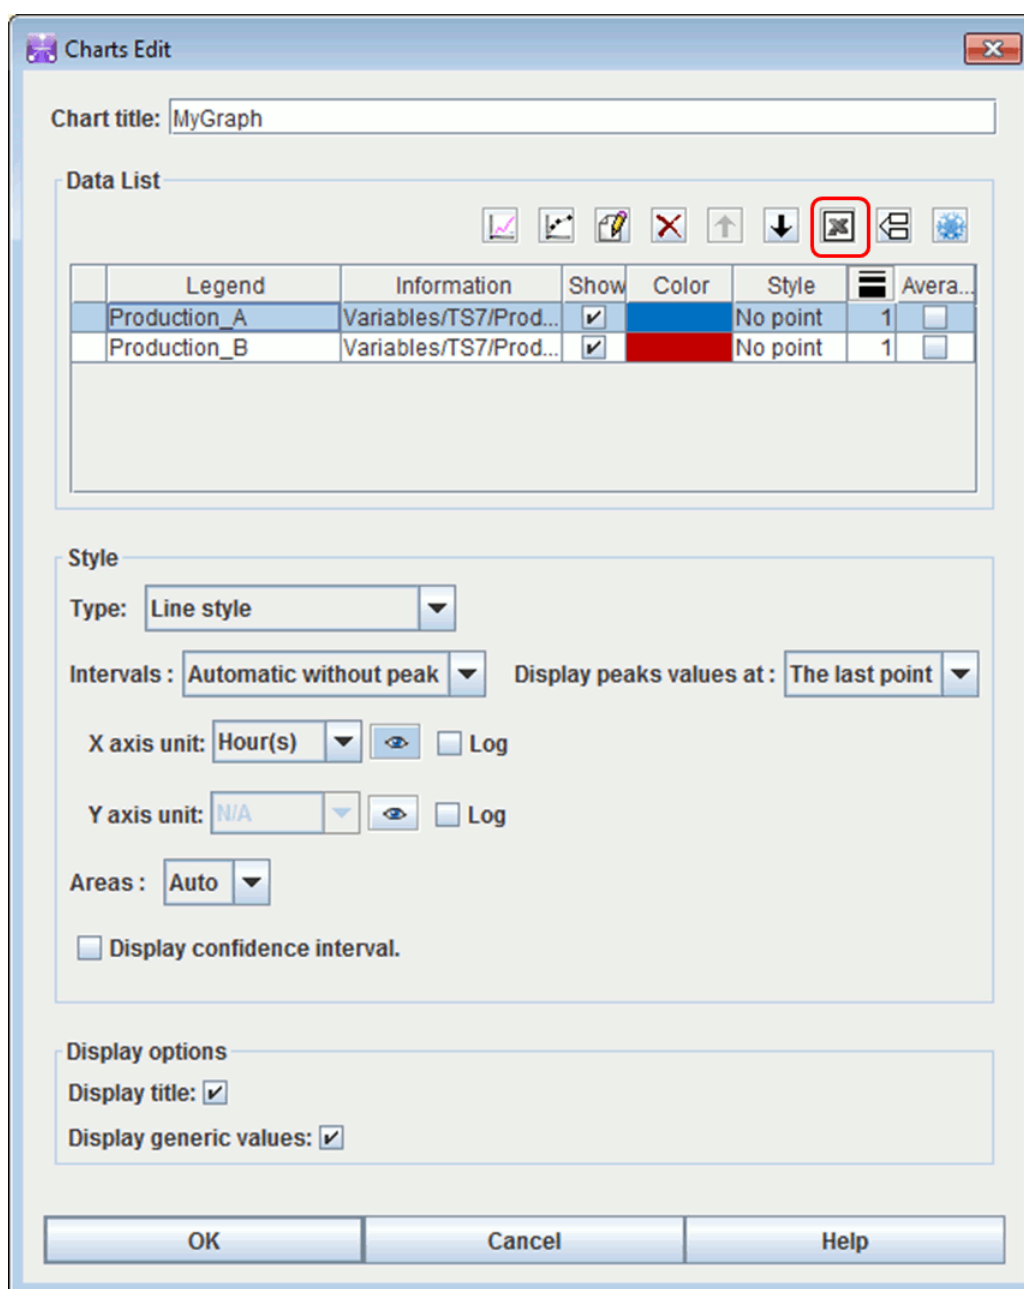 Charts Edit
Chart title: MyGraph
Data List
Legend Information Show Color Style Avera...
Production_A Variables/TS7/Prod... No point 1
Production_B Variables/TS7/Prod... No point 1
Style
Type: Line style
Intervals : Automatic without peak Display peaks values at : The last point
X axis unit: Hour(s) Log
Y axis unit: N/A Log
Areas : Auto
Display confidence interval.
Display options
Display title:
Display generic values:
OK Cancel Help